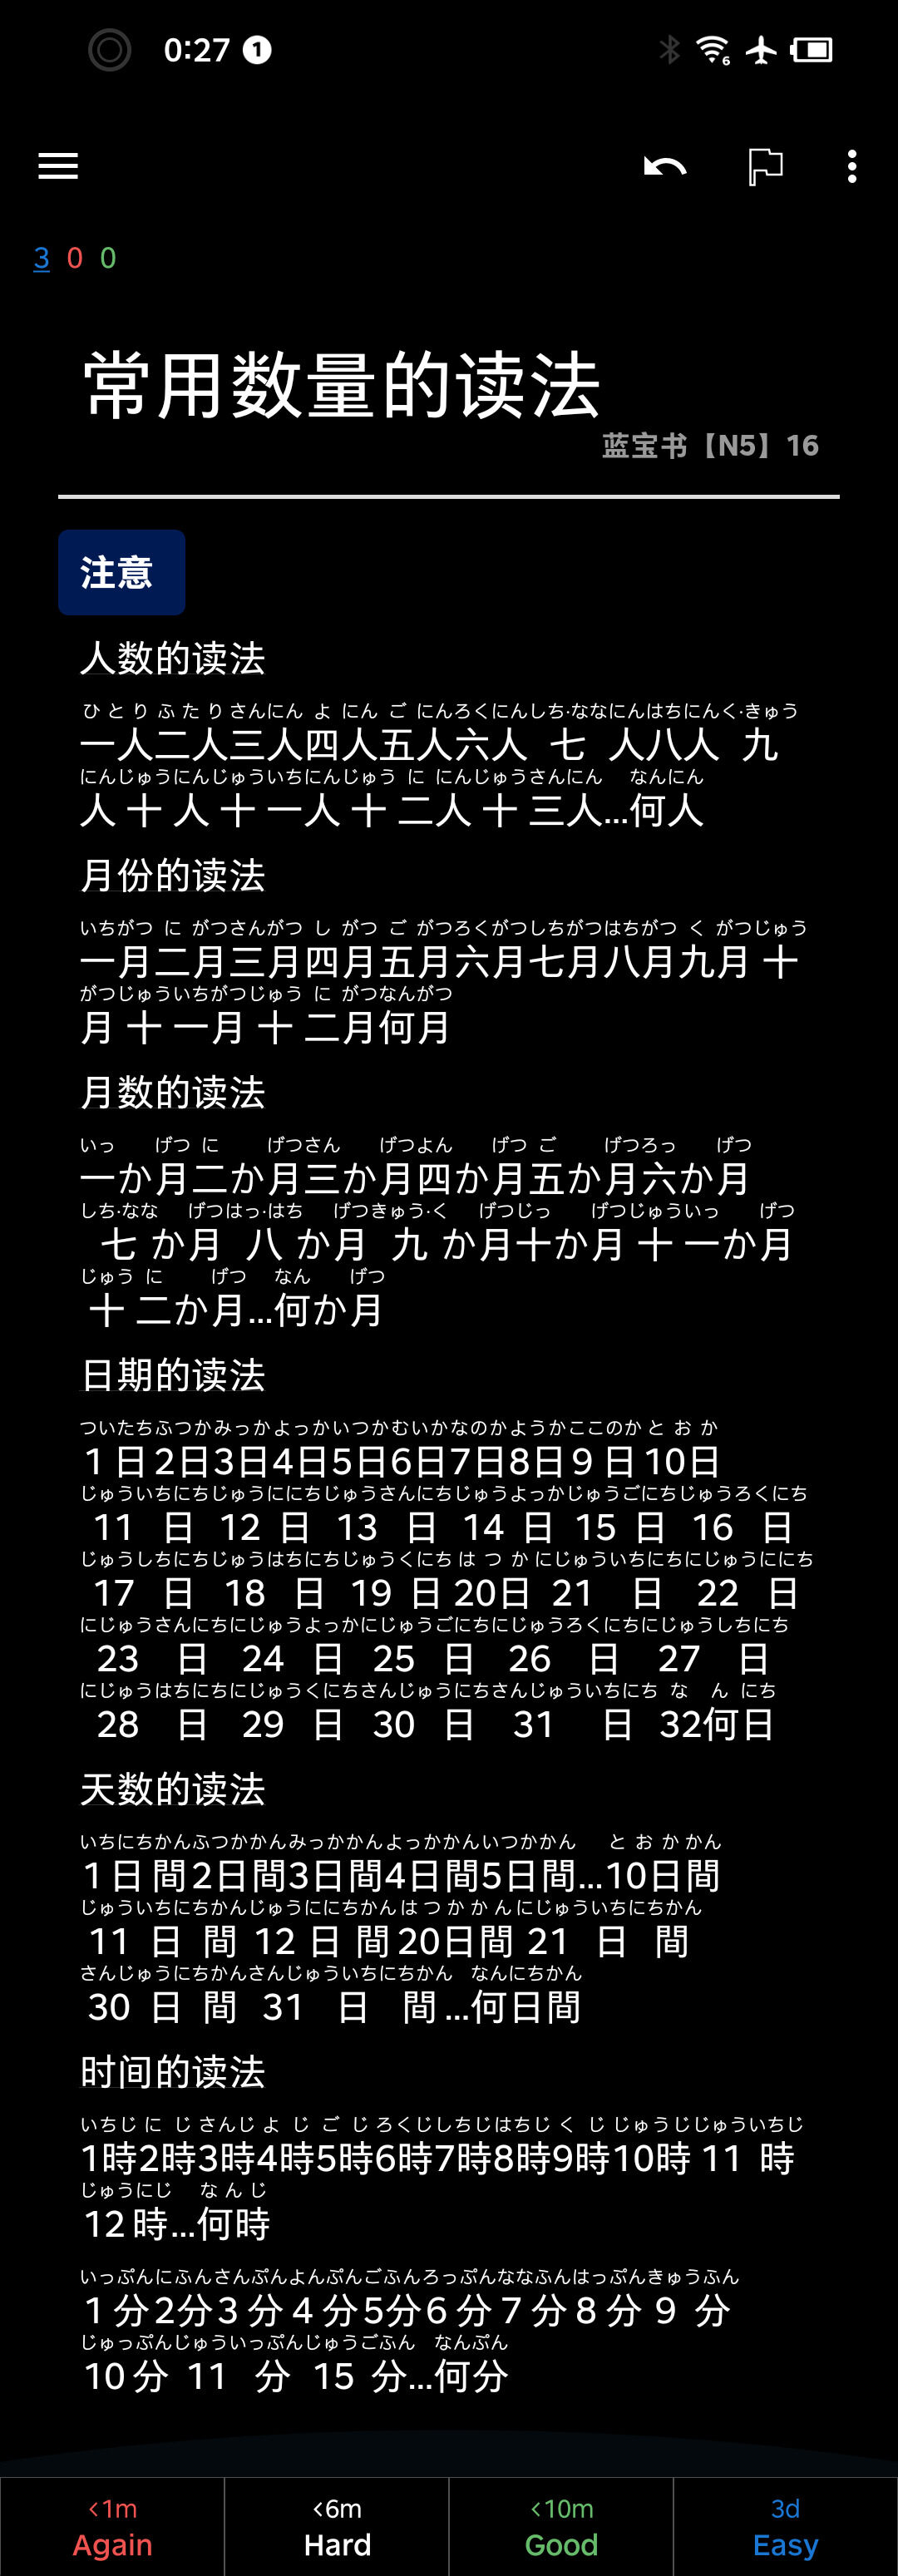 0:27 1
6
3 0 0
常用数量的读法
蓝宝书【N5】16
注意
人数的读法
ひとりふたりさんにん よ にん ご にんろくにんしち·ななにんはちにんく·きゅう
一人二人三人四人五人六人 七 人八人 九
にんじゅうにんじゅういちにんじゅう に にんじゅうさんにん なんにん
人 十 人 十 一人 十 二人 十 三人...何人
月份的读法
いちがつ に がつさんがつ し がつ ご がつろくがつしちがつはちがつ く がつじゅう
一月二月三月四月五月六月七月八月九月 十
がつじゅういちがつじゅう に がつなんがつ
月 十 一月 十 二月何月
月数的读法
いっ げつ に げつさん げつよん げつ ご げつろっ げつ
一か月二か月三か月四か月五か月六か月
しち·なな げつはっ·はち げつきゅう·く げつじっ げつじゅういっ げつ
七 か月 八 か月 九 か月十か月 十 一か月
じゅう に げつ なん げつ
十 二か月...何か月
日期的读法
ついたちふつかみっかよっかいつかむいかなのかようかここのか と お か
1日2日3日4日5日6日7日8日9日10日
じゅういちにちじゅうににちじゅうさんにちじゅうよっかじゅうごにちじゅうろくにち
11 日 12 日 13 日 14 日 15 日 16 日
じゅうしちにちじゅうはちにちじゅうくにち は つ か にじゅういちにちにじゅうににち
17 日 18 日 19 日 20日 21 日 22 日
にじゅうさんにちにじゅうよっかにじゅうごにちにじゅうろくにちにじゅうしちにち
23 日 24 日 25 日 26 日 27 日
にじゅうはちにちにじゅうくにちさんじゅうにちさんじゅういちにち な ん にち
28 日 29 日 30 日 31 日 32何日
天数的读法
いちにちかんふつかかんみっかかんよっかかんいつかかん と お か かん
1日間2日間3日間4日間5日間...10日間
じゅういちにちかんじゅうににちかん は つ か か ん にじゅういちにちかん
11 日 間 12 日 間 20日間 21 日 間
さんじゅうにちかんさんじゅういちにちかん なんにちかん
30 日 間 31 日 間 ...何日間
时间的读法
いちじ に じ さんじ よ じ ご じ ろくじしちじはちじ く じ じゅうじじゅういちじ
1時2時3時4時5時6時7時8時9時10時 11 時
じゅうにじ な ん じ
12 時...何時
いっぷんにふんさんぷんよんぷんごふんろっぷんななふんはっぷんきゅうふん
1分2分3分4分5分6分7分8分9分
じゅっぷんじゅういっぷんじゅうごふん なんぷん
10分 11 分 15 分...何分
<1m <6m <10m 3d
Again Hard Good Easy